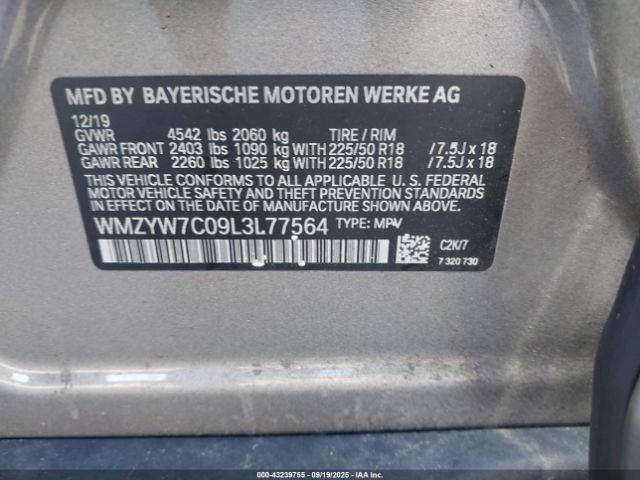 MFD BY BAYERISCHE MOTOREN WERKE AG
12/19
GVWR 4542 lbs 2060 kg TIRE / RIM
GAWR FRONT 2403 lbs 1090 kg WITH 225/50 R18 /7.5J x 18
GAWR REAR 2260 lbs 1025 kg WITH 225/50 R18 /7.5J x 18
THIS VEHICLE CONFORMS TO ALL APPLICABLE U. S. FEDERAL
MOTOR VEHICLE SAFETY AND THEFT PREVENTION STANDARDS
IN EFFECT ON THE DATE OF MANUFACTURE SHOWN ABOVE.
WMZYW7C09L3L77564 TYPE: MPV
C2K/7
7 320 730
000-43239755 - 09/19/2025 - COPYRIGHT © IAA, LLC